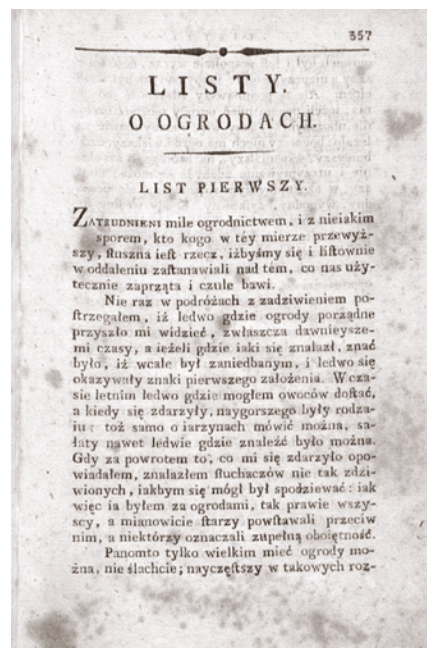 357
LISTY.
O OGRODACH.
LIST PIERWSZY.
ZATRUDNIENI mile ogrodnictwem, i z nieiakim
sporem, kto kogo w téy mierze przewyż-
szy, ſłuszna ieſt rzecz, iżbyśmy się i liſtownie
w oddaleniu zaſtanawiali nad tém, co nas uży-
tecznie zaprząta i czule bawi.
Nie raz w podróżach z zadziwieniem po-
ſtrzegałem, iż ledwo gdzie ogrody porządne
przyszło mi widzieć, zwłaszcza dawnieysze-
mi czasy, a ieżeli gdzie iaki się znalazł, znać
było, iż wcale był zaniedbanym, i ledwo się
okazywały znaki pierwszego założenia. W cza-
sie letnim ledwo gdzie mogłem owoców doſtać,
a kiedy się zdarzyły, naygorszego były rodza-
iu: toż samo o iarzynach mówić można, sa-
łaty nawet ledwie gdzie znaleźć było można.
Gdy za powrotem to, co mi się zdarzyło opo-
wiadałem, znalazłem ſłuchaczów nie tak zdzi-
wionych, iakbym się mógł był spodziewać: iak
więc ia byłem za ogrodami, tak prawie wszy-
scy, a mianowicie ſtarzy powſtawali przeciw
nim, a niektórzy oznaczali zupełną oboiętność.
Panomto tylko wielkim mieć ogrody mo-
żna, nie ślachcie; nayczęſtszy w takowych roz-